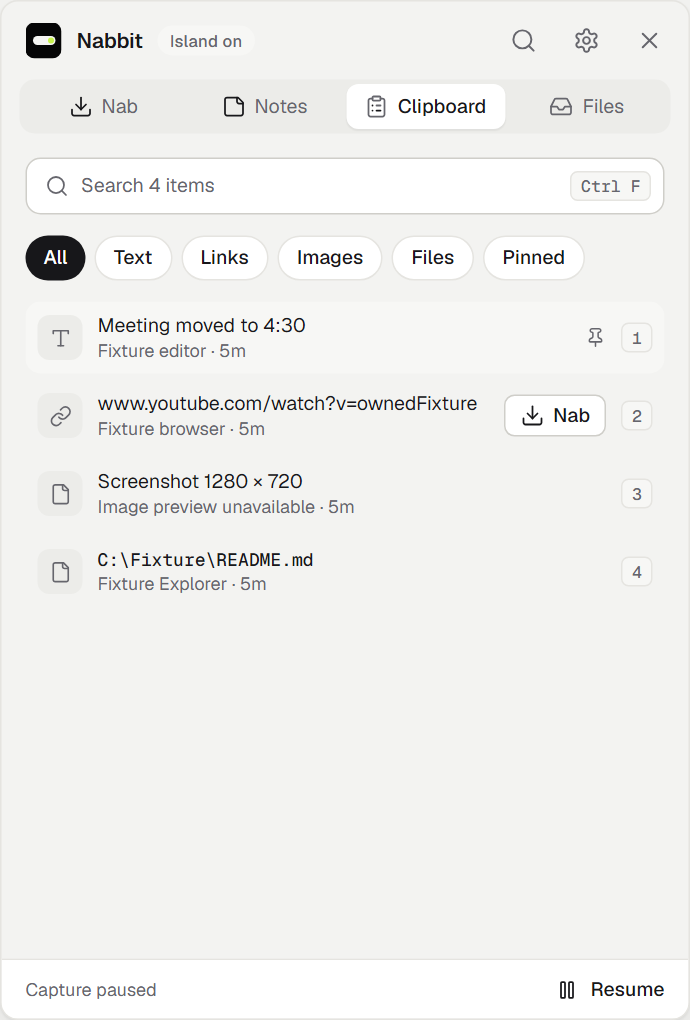 Nabbit Island on
Nab Notes Clipboard Files
Search 4 items Ctrl F
All Text Links Images Files Pinned
Meeting moved to 4:30
Fixture editor · 5m
1
www.youtube.com/watch?v=ownedFixture
Fixture browser · 5m
Nab 2
Screenshot 1280 × 720
Image preview unavailable · 5m
3
C:\Fixture\README.md
Fixture Explorer · 5m
4
Capture paused Resume